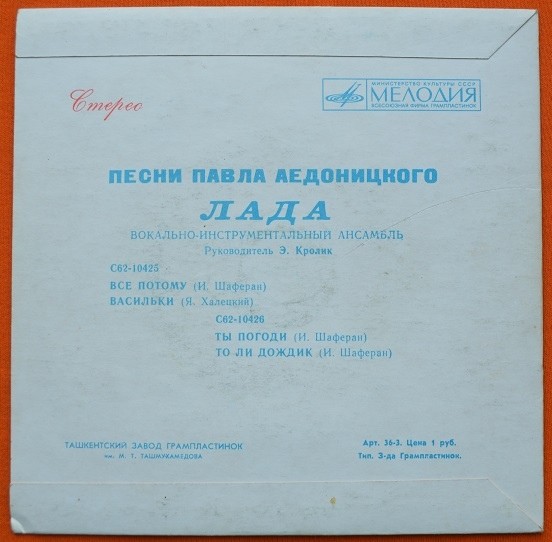 Стерео
МИНИСТЕРСТВО КУЛЬТУРЫ СССР
МЕЛОДИЯ
ВСЕСОЮЗНАЯ ФИРМА ГРАМПЛАСТИНОК
ПЕСНИ ПАВЛА АЕДОНИЦКОГО
ЛАДА
ВОКАЛЬНО-ИНСТРУМЕНТАЛЬНЫЙ АНСАМБЛЬ
Руководитель Э. Кролик
С62-10425
ВСЕ ПОТОМУ (И. Шаферан)
ВАСИЛЬКИ (Я. Халецкий)
С62-10426
ТЫ ПОГОДИ (И. Шаферан)
ТО ЛИ ДОЖДИК (И. Шаферан)
ТАШКЕНТСКИЙ ЗАВОД ГРАМПЛАСТИНОК
им. М. Т. ТАШМУХАМЕДОВА
Арт. 36-3. Цена 1 руб.
Тип. З-да Грампластинок.